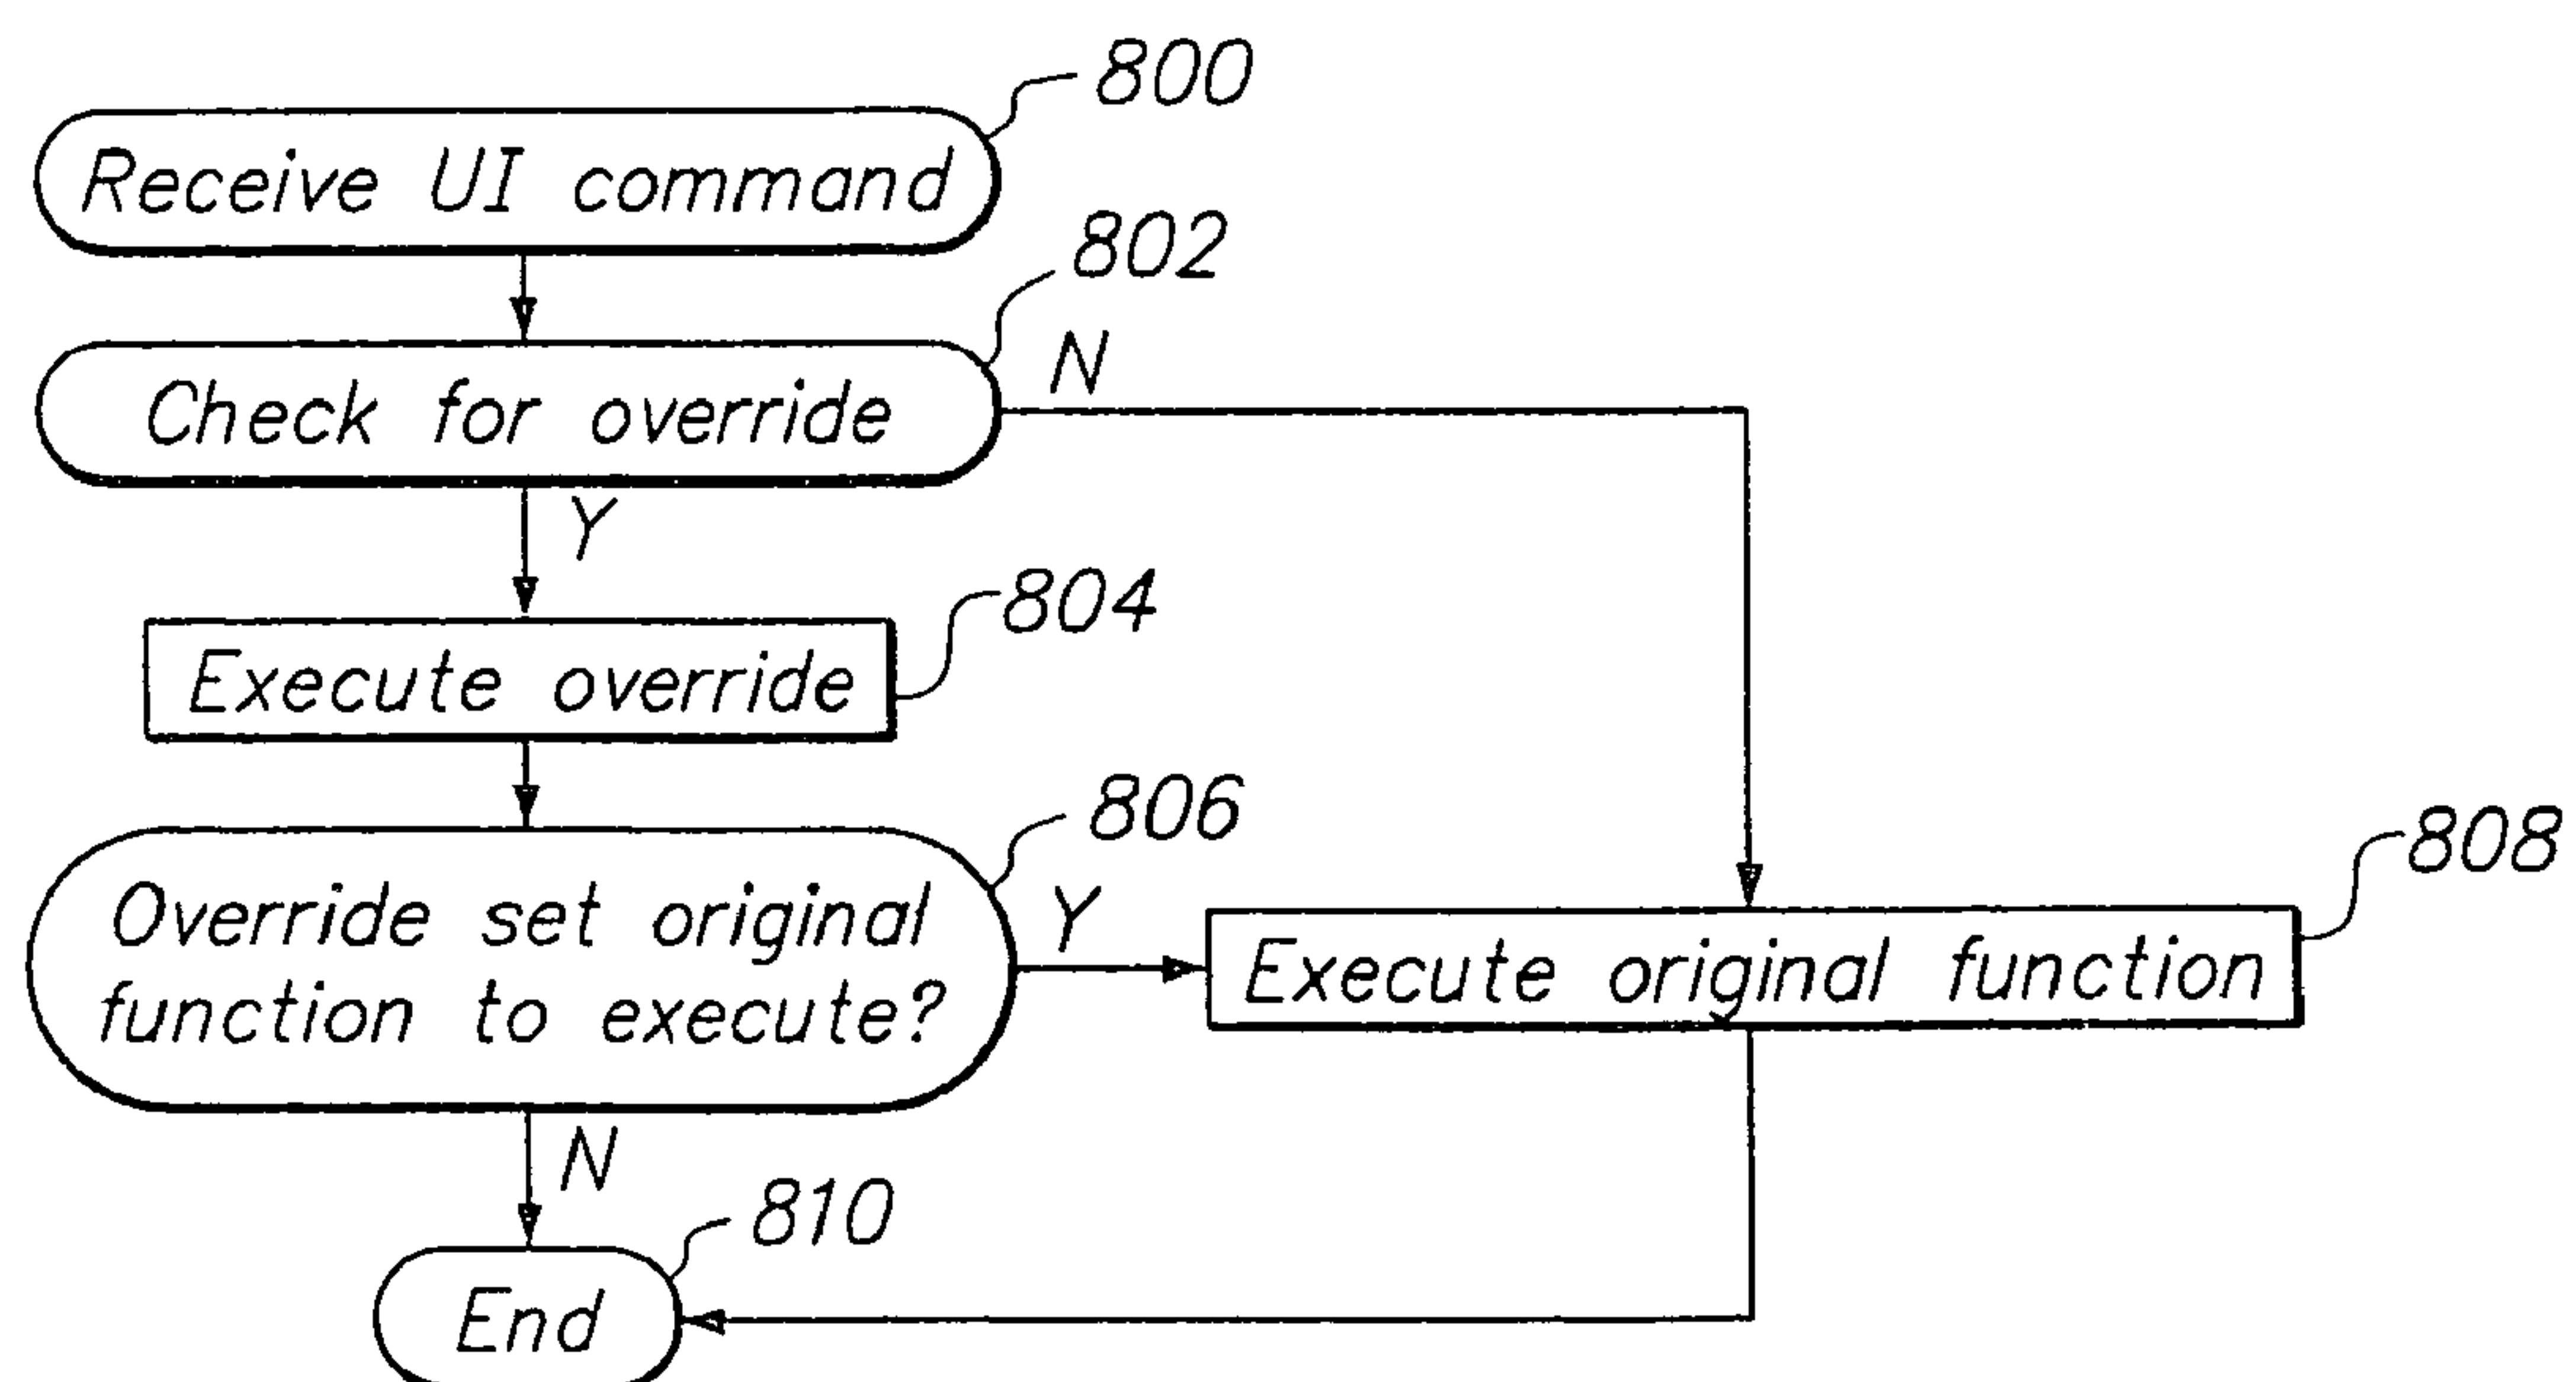 800
Receive UI command
802
Check for override
N
Y
804
Execute override
806
Override set original
function to execute?
Y
808
Execute original function
N
810
End